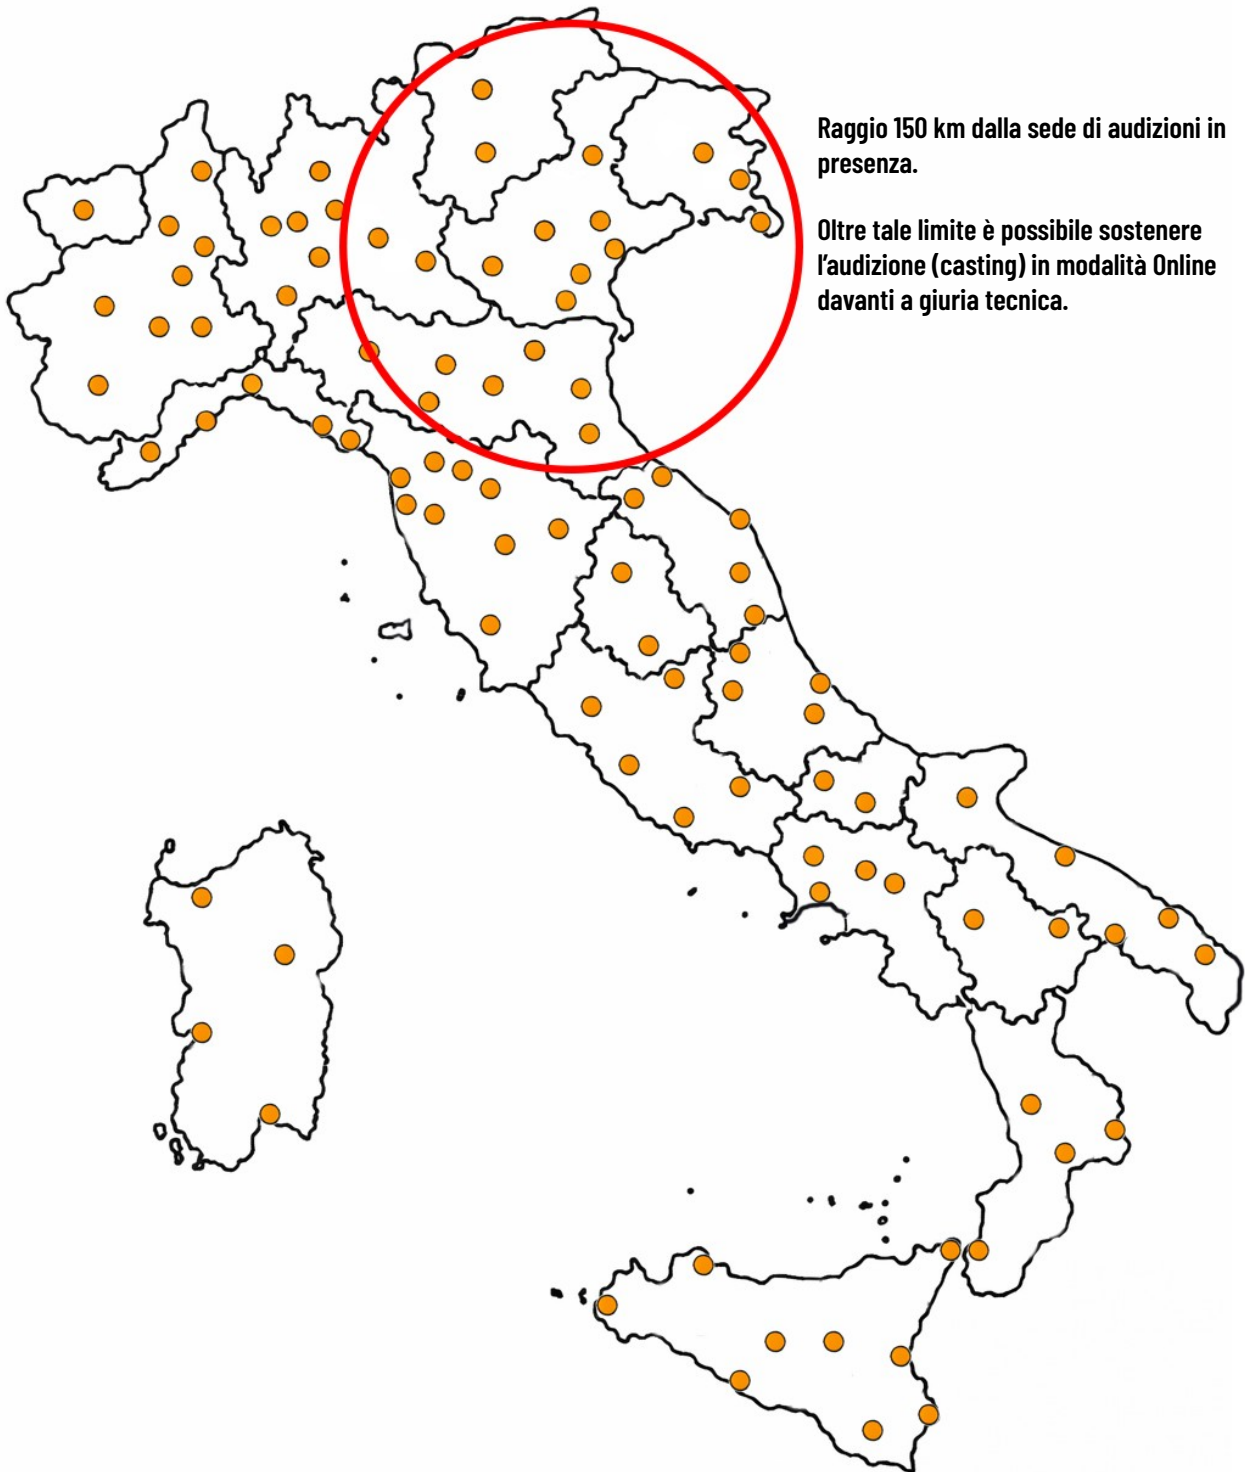 Raggio 150 km dalla sede di audizioni in
presenza.
Oltre tale limite è possibile sostenere
l'audizione (casting) in modalità Online
davanti a giuria tecnica.